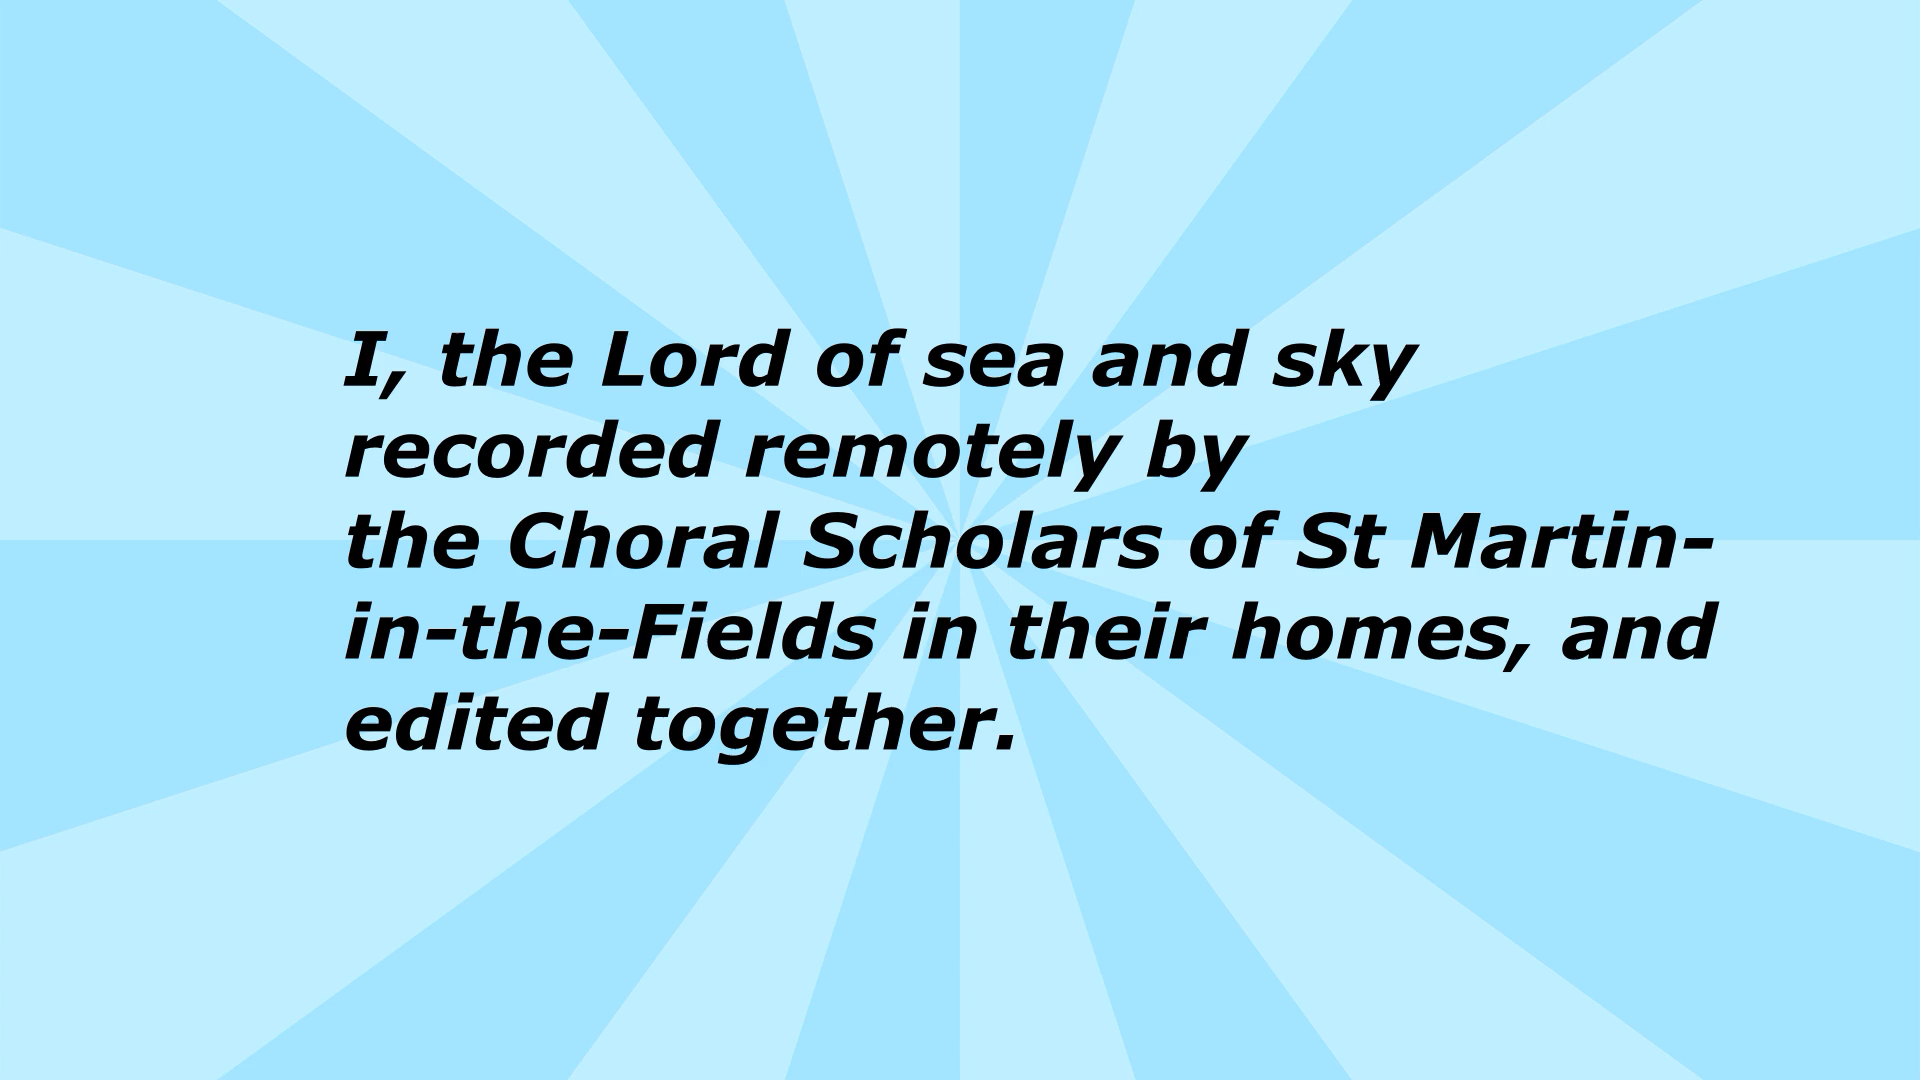 I, the Lord of sea and sky
recorded remotely by
the Choral Scholars of St Martin-
in-the-Fields in their homes, and
edited together.